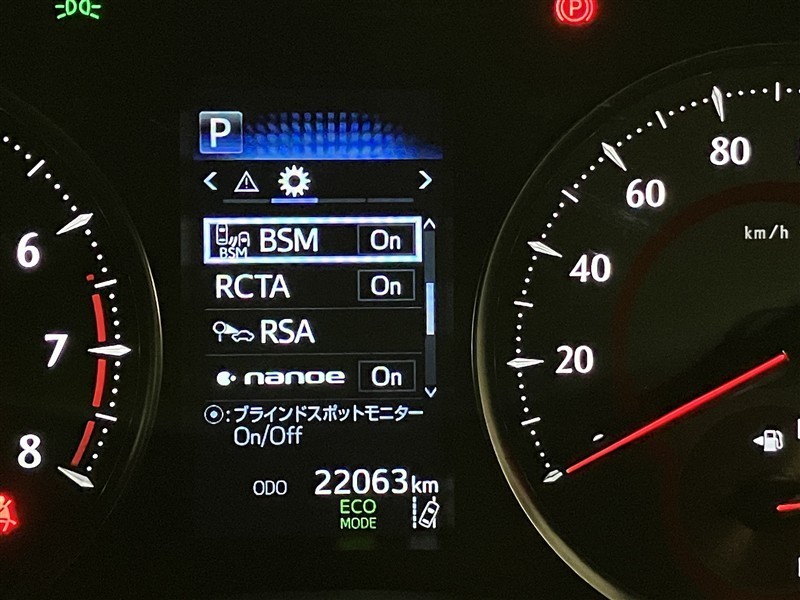 P
P
BSM
BSM On
RCTA On
RSA
nanoe On
:ブラインドスポットモニター
On/Off
ODO 22063km
ECO
MODE
6
7
8
80
60
40
20
km/h